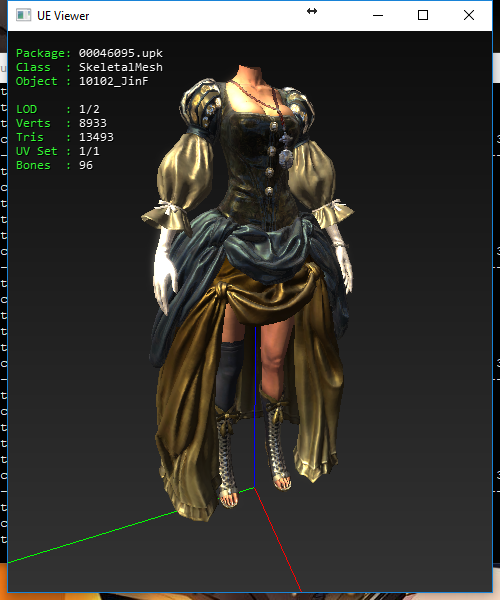 UE Viewer
Package: 00046095.upk
Class  : SkeletalMesh
Object : 10102_JinF
LOD    : 1/2
Verts  : 8933
Tris   : 13493
UV Set : 1/1
Bones  : 96